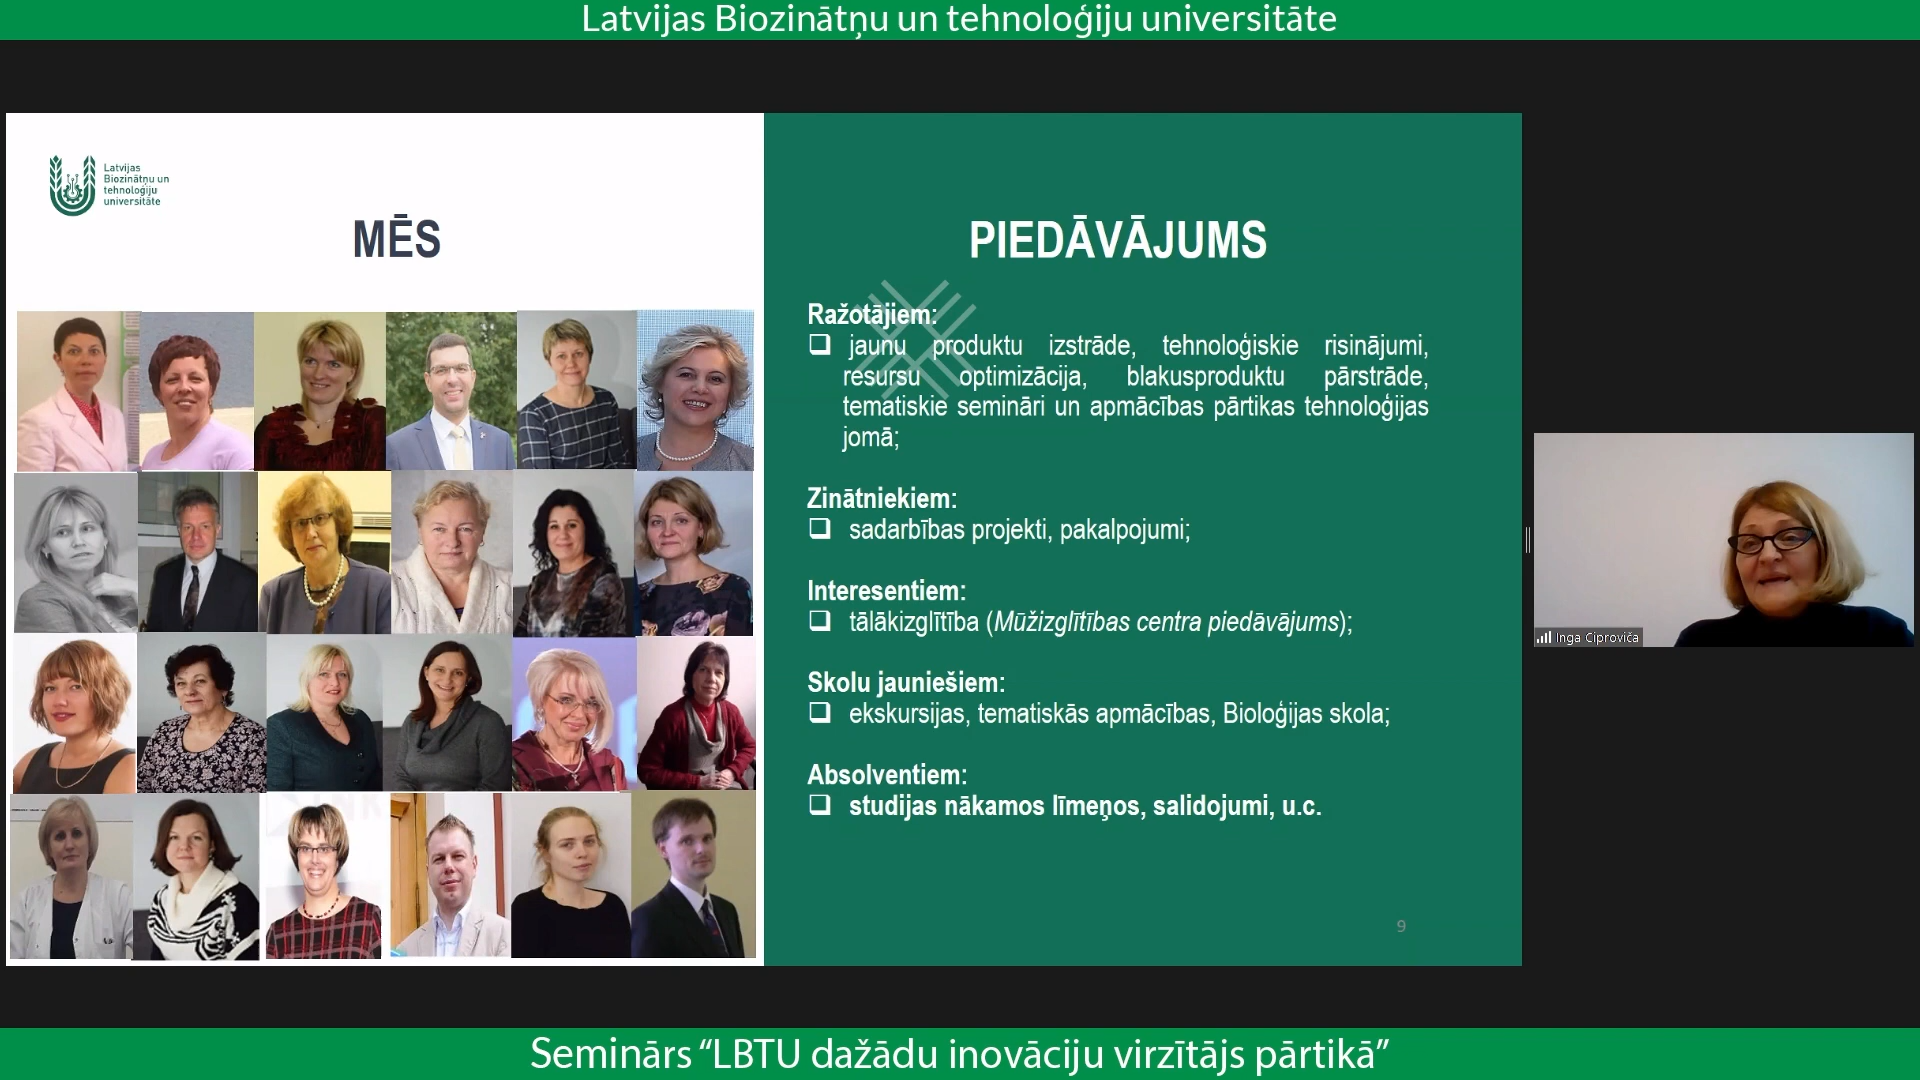 Latvijas Biozinātņu un tehnoloģiju universitāte
Latvijas
Biozinātņu un
tehnoloģiju
universitāte
MĒS
PIEDĀVĀJUMS
Ražotājiem:
jaunu produktu izstrāde, tehnoloģiskie risinājumi,
resursu optimizācija, blakusproduktu pārstrāde,
tematiskie semināri un apmācības pārtikas tehnoloģijas
jomā;
Zinātniekiem:
sadarbības projekti, pakalpojumi;
Interesentiem:
tālākizglītība (Mūžizglītības centra piedāvājums);
Skolu jauniešiem:
ekskursijas, tematiskās apmācības, Bioloģijas skola;
Absolventiem:
studijas nākamos līmeņos, salidojumi, u.c.
9
Inga Ciproviča
Seminārs “LBTU dažādu inovāciju virzītājs pārtikā”